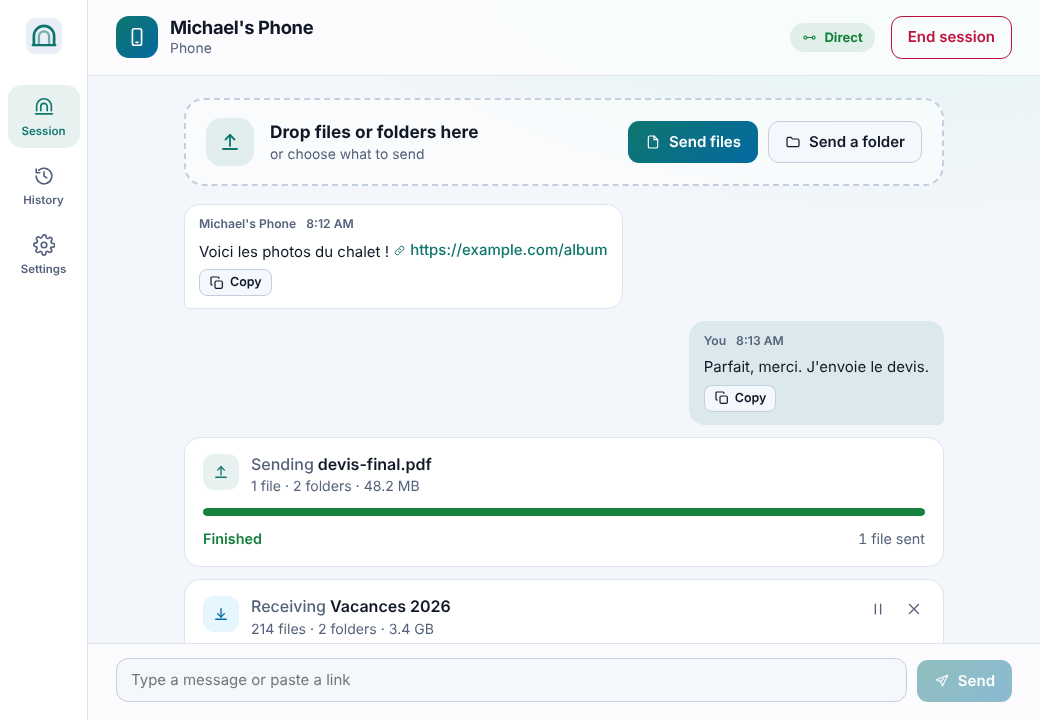 Michael's Phone
Phone
Direct
End session
Session
History
Settings
Drop files or folders here
or choose what to send
Send files
Send a folder
Michael's Phone 8:12 AM
Voici les photos du chalet ! https://example.com/album
Copy
You 8:13 AM
Parfait, merci. J'envoie le devis.
Copy
Sending devis-final.pdf
1 file · 2 folders · 48.2 MB
Finished
1 file sent
Receiving Vacances 2026
214 files · 2 folders · 3.4 GB
Type a message or paste a link
Send